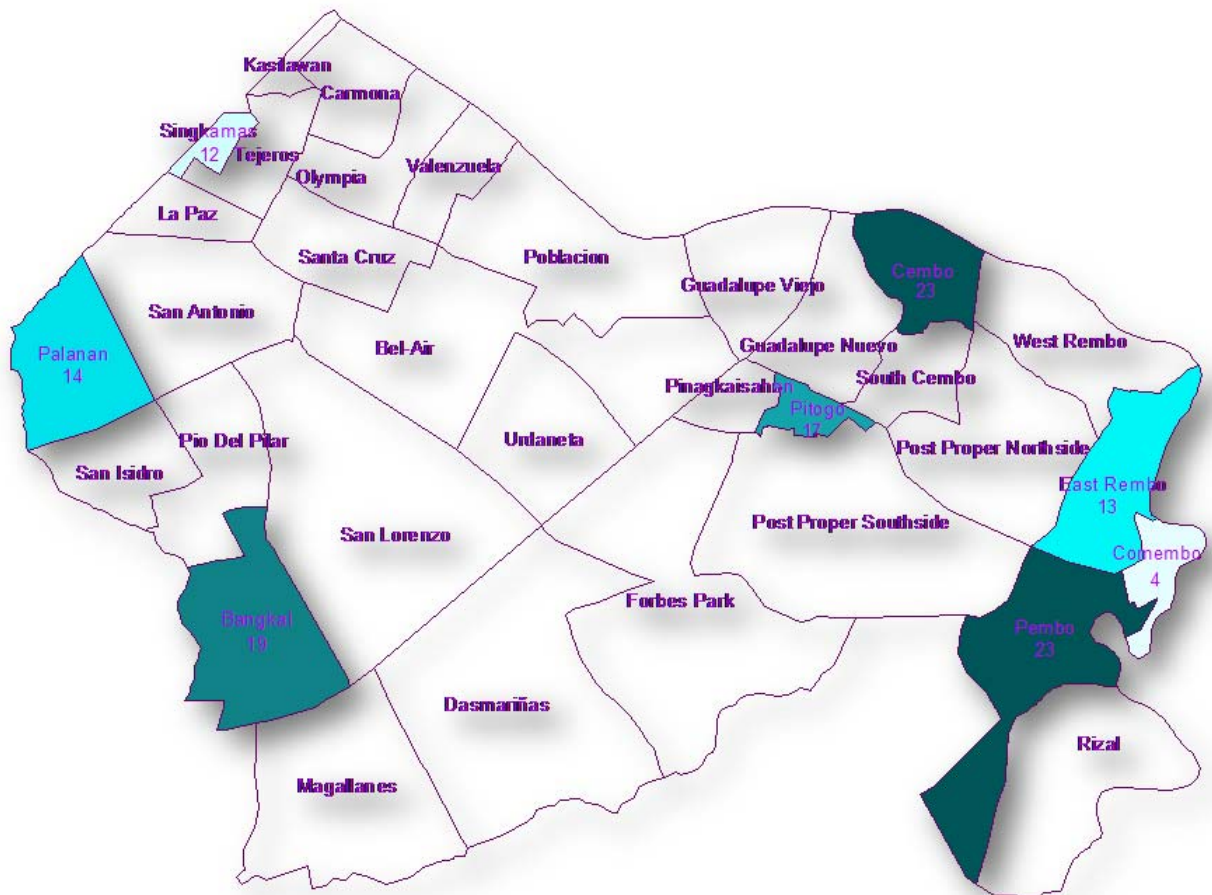 Kasilawan
Carmona
Singkamas
12
Tejeros
Valenzuela
Olympia
La Paz
Santa Cruz
Poblacion
Guadalupe Viejo
Cembo
23
San Antonio
West Rembo
Guadalupe Nuevo
Bel-Air
Palanan
14
South Cembo
Pinagkaisahan
Pitogo
17
Urdaneta
Pio Del Pilar
Post Proper Northside
San Isidro
East Rembo
13
Post Proper Southside
San Lorenzo
Comembo
4
Forbes Park
Bangkal
19
Pembo
23
Dasmariñas
Rizal
Magallanes